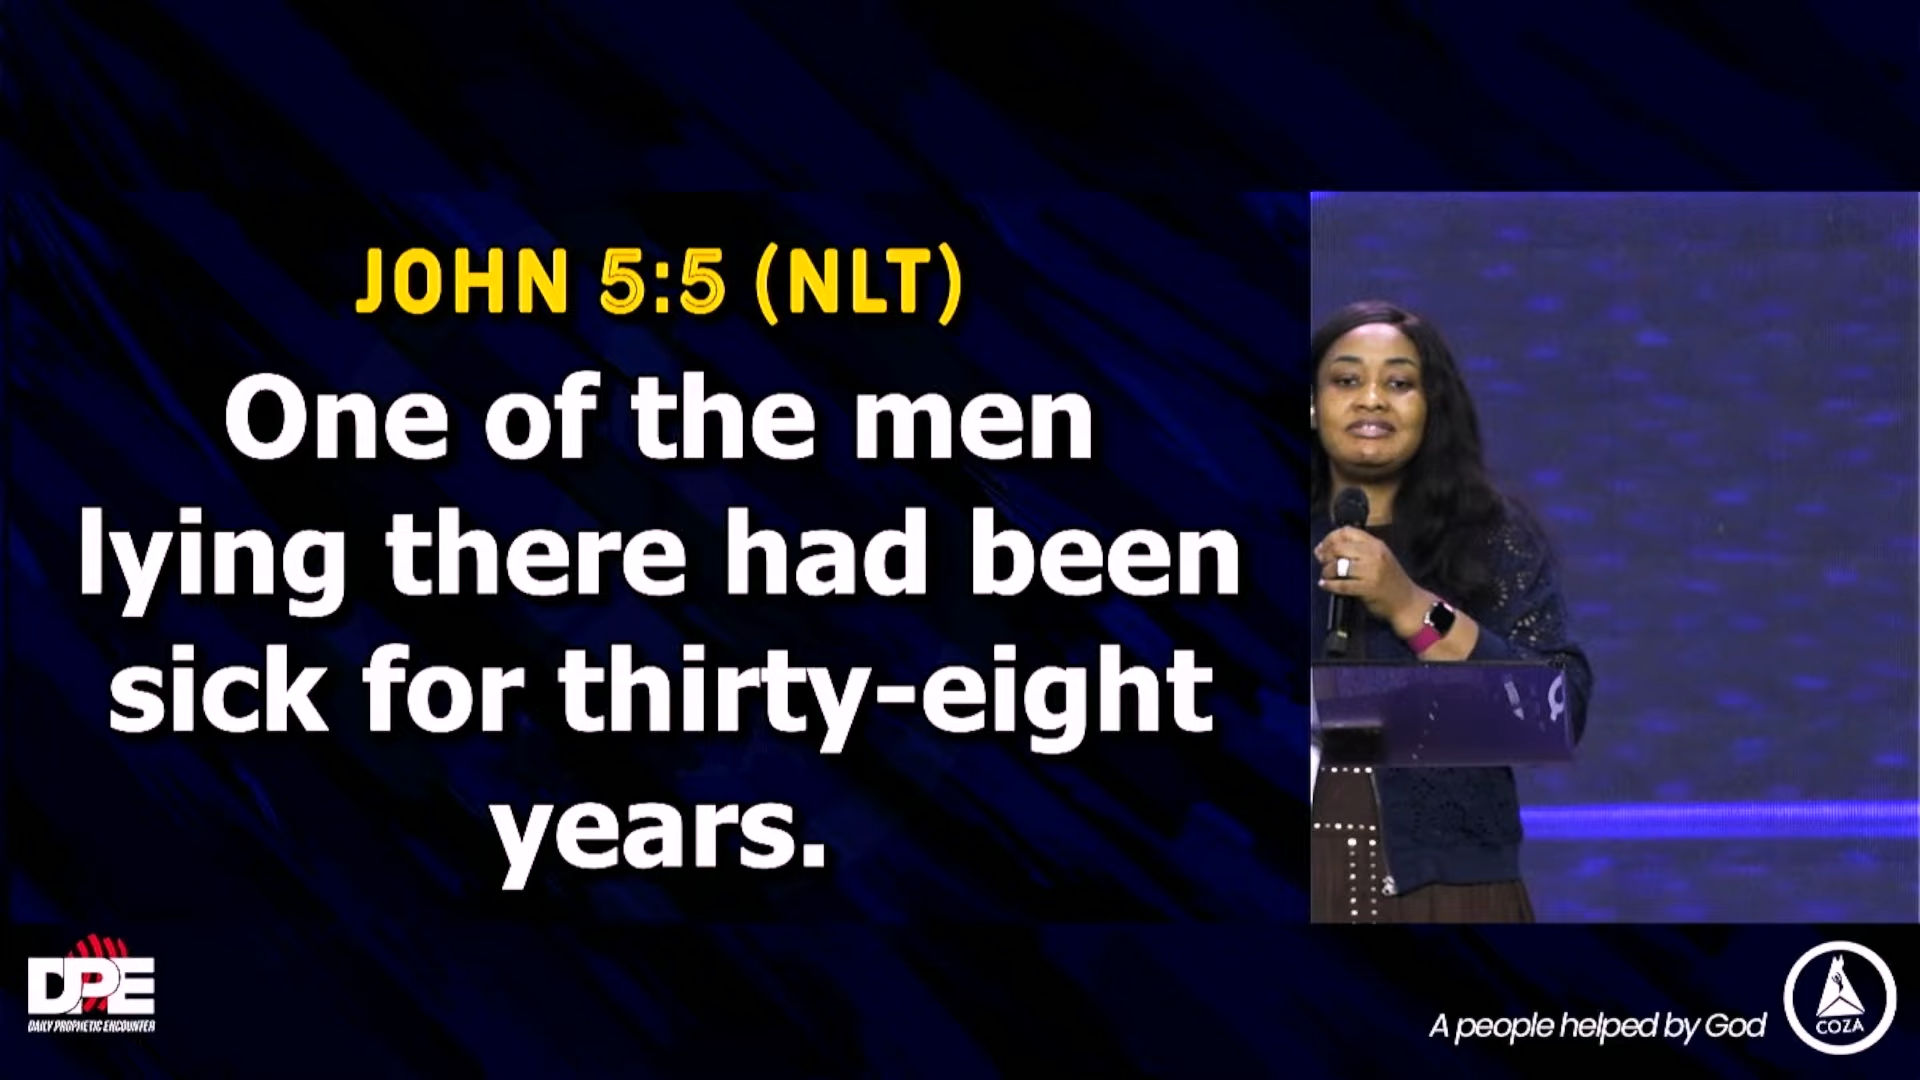 JOHN 5:5 (NLT)
One of the men
lying there had been
sick for thirty-eight
years.
DPE
DAILY PROPHETIC ENCOUNTER
A people helped by God
COZA